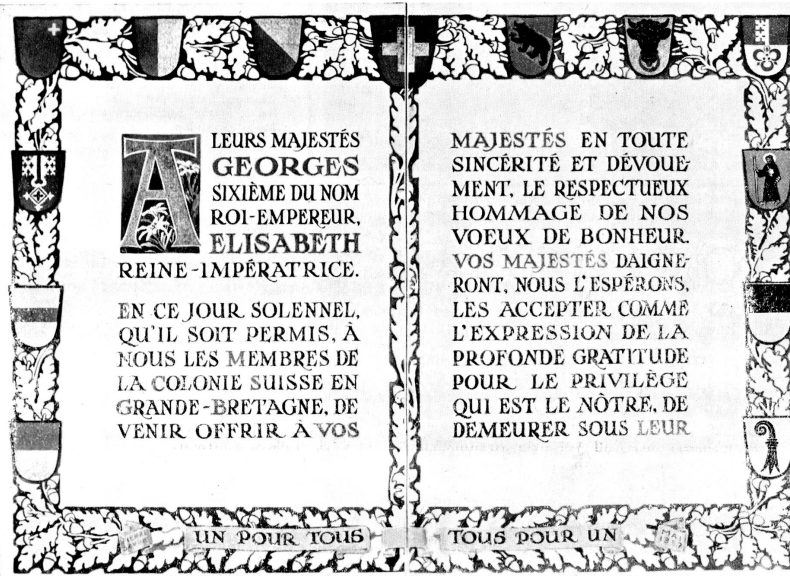 A LEURS MAJESTÉS
GEORGES
SIXIÈME DU NOM
ROI-EMPEREUR,
ELISABETH
REINE-IMPÉRATRICE.
EN CE JOUR SOLENNEL,
QU'IL SOIT PERMIS, À
NOUS LES MEMBRES DE
LA COLONIE SUISSE EN
GRANDE-BRETAGNE, DE
VENIR OFFRIR À VOS
MAJESTÉS EN TOUTE
SINCÉRITÉ ET DÉVOUE-
MENT, LE RESPECTUEUX
HOMMAGE DE NOS
VOEUX DE BONHEUR.
VOS MAJESTÉS DAIGNE-
RONT, NOUS L'ESPÉRONS,
LES ACCEPTER COMME
L'EXPRESSION DE LA
PROFONDE GRATITUDE
POUR LE PRIVILÈGE
QUI EST LE NÔTRE, DE
DEMEURER SOUS LEUR
UN POUR TOUS
TOUS POUR UN